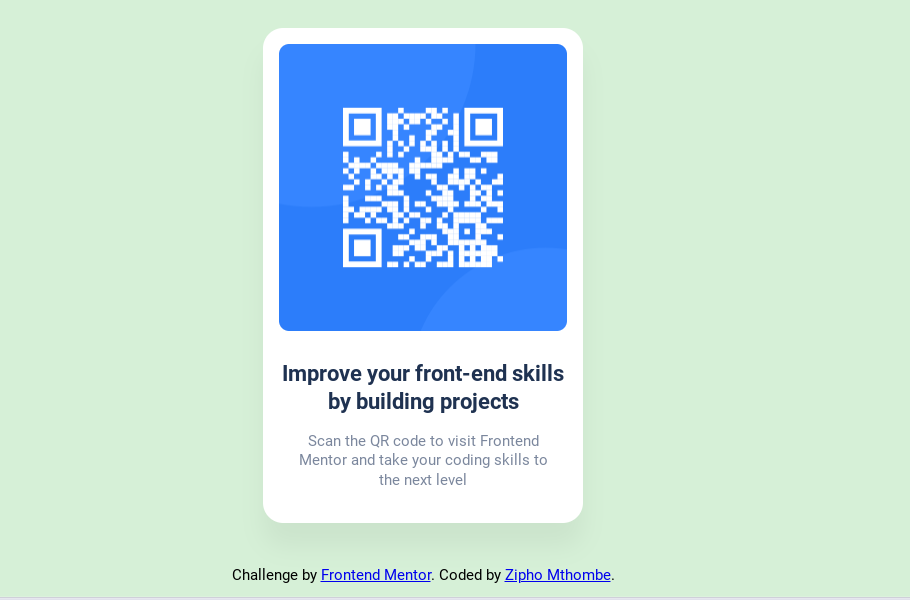 Improve your front-end skills
by building projects
Scan the QR code to visit Frontend
Mentor and take your coding skills to
the next level
Challenge by Frontend Mentor. Coded by Zipho Mthombe.